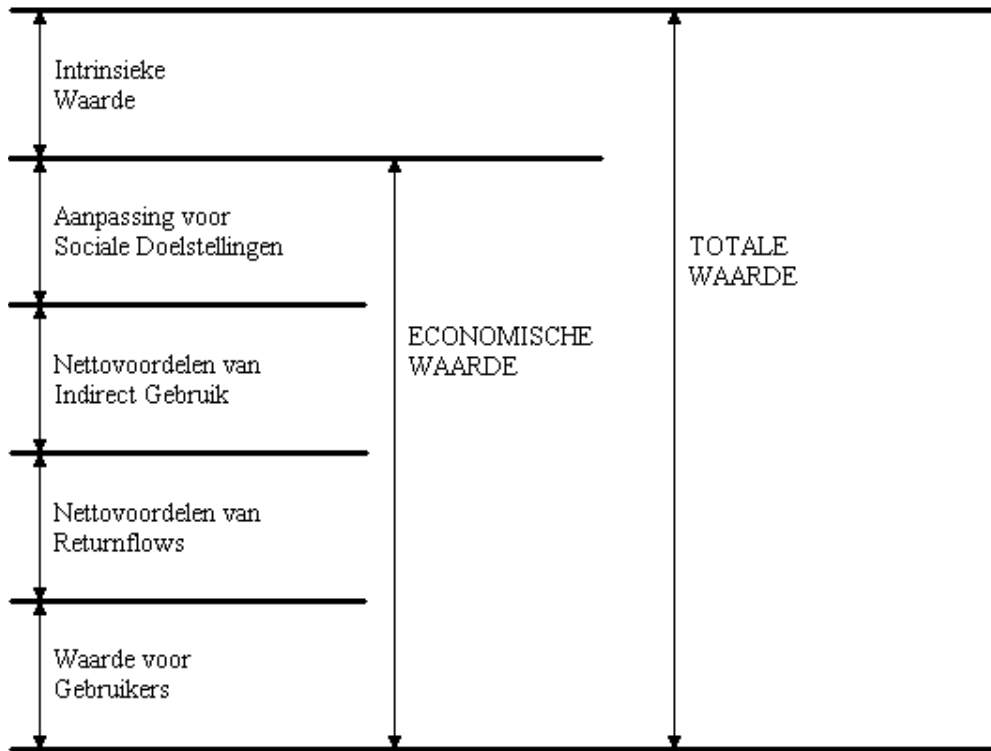 Intrinsieke
Waarde
Aanpassing voor
Sociale Doelstellingen
TOTALE
WAARDE
ECONOMISCHE
WAARDE
Nettovoordelen van
Indirect Gebruik
Nettovoordelen van
Returnflows
Waarde voor
Gebruikers